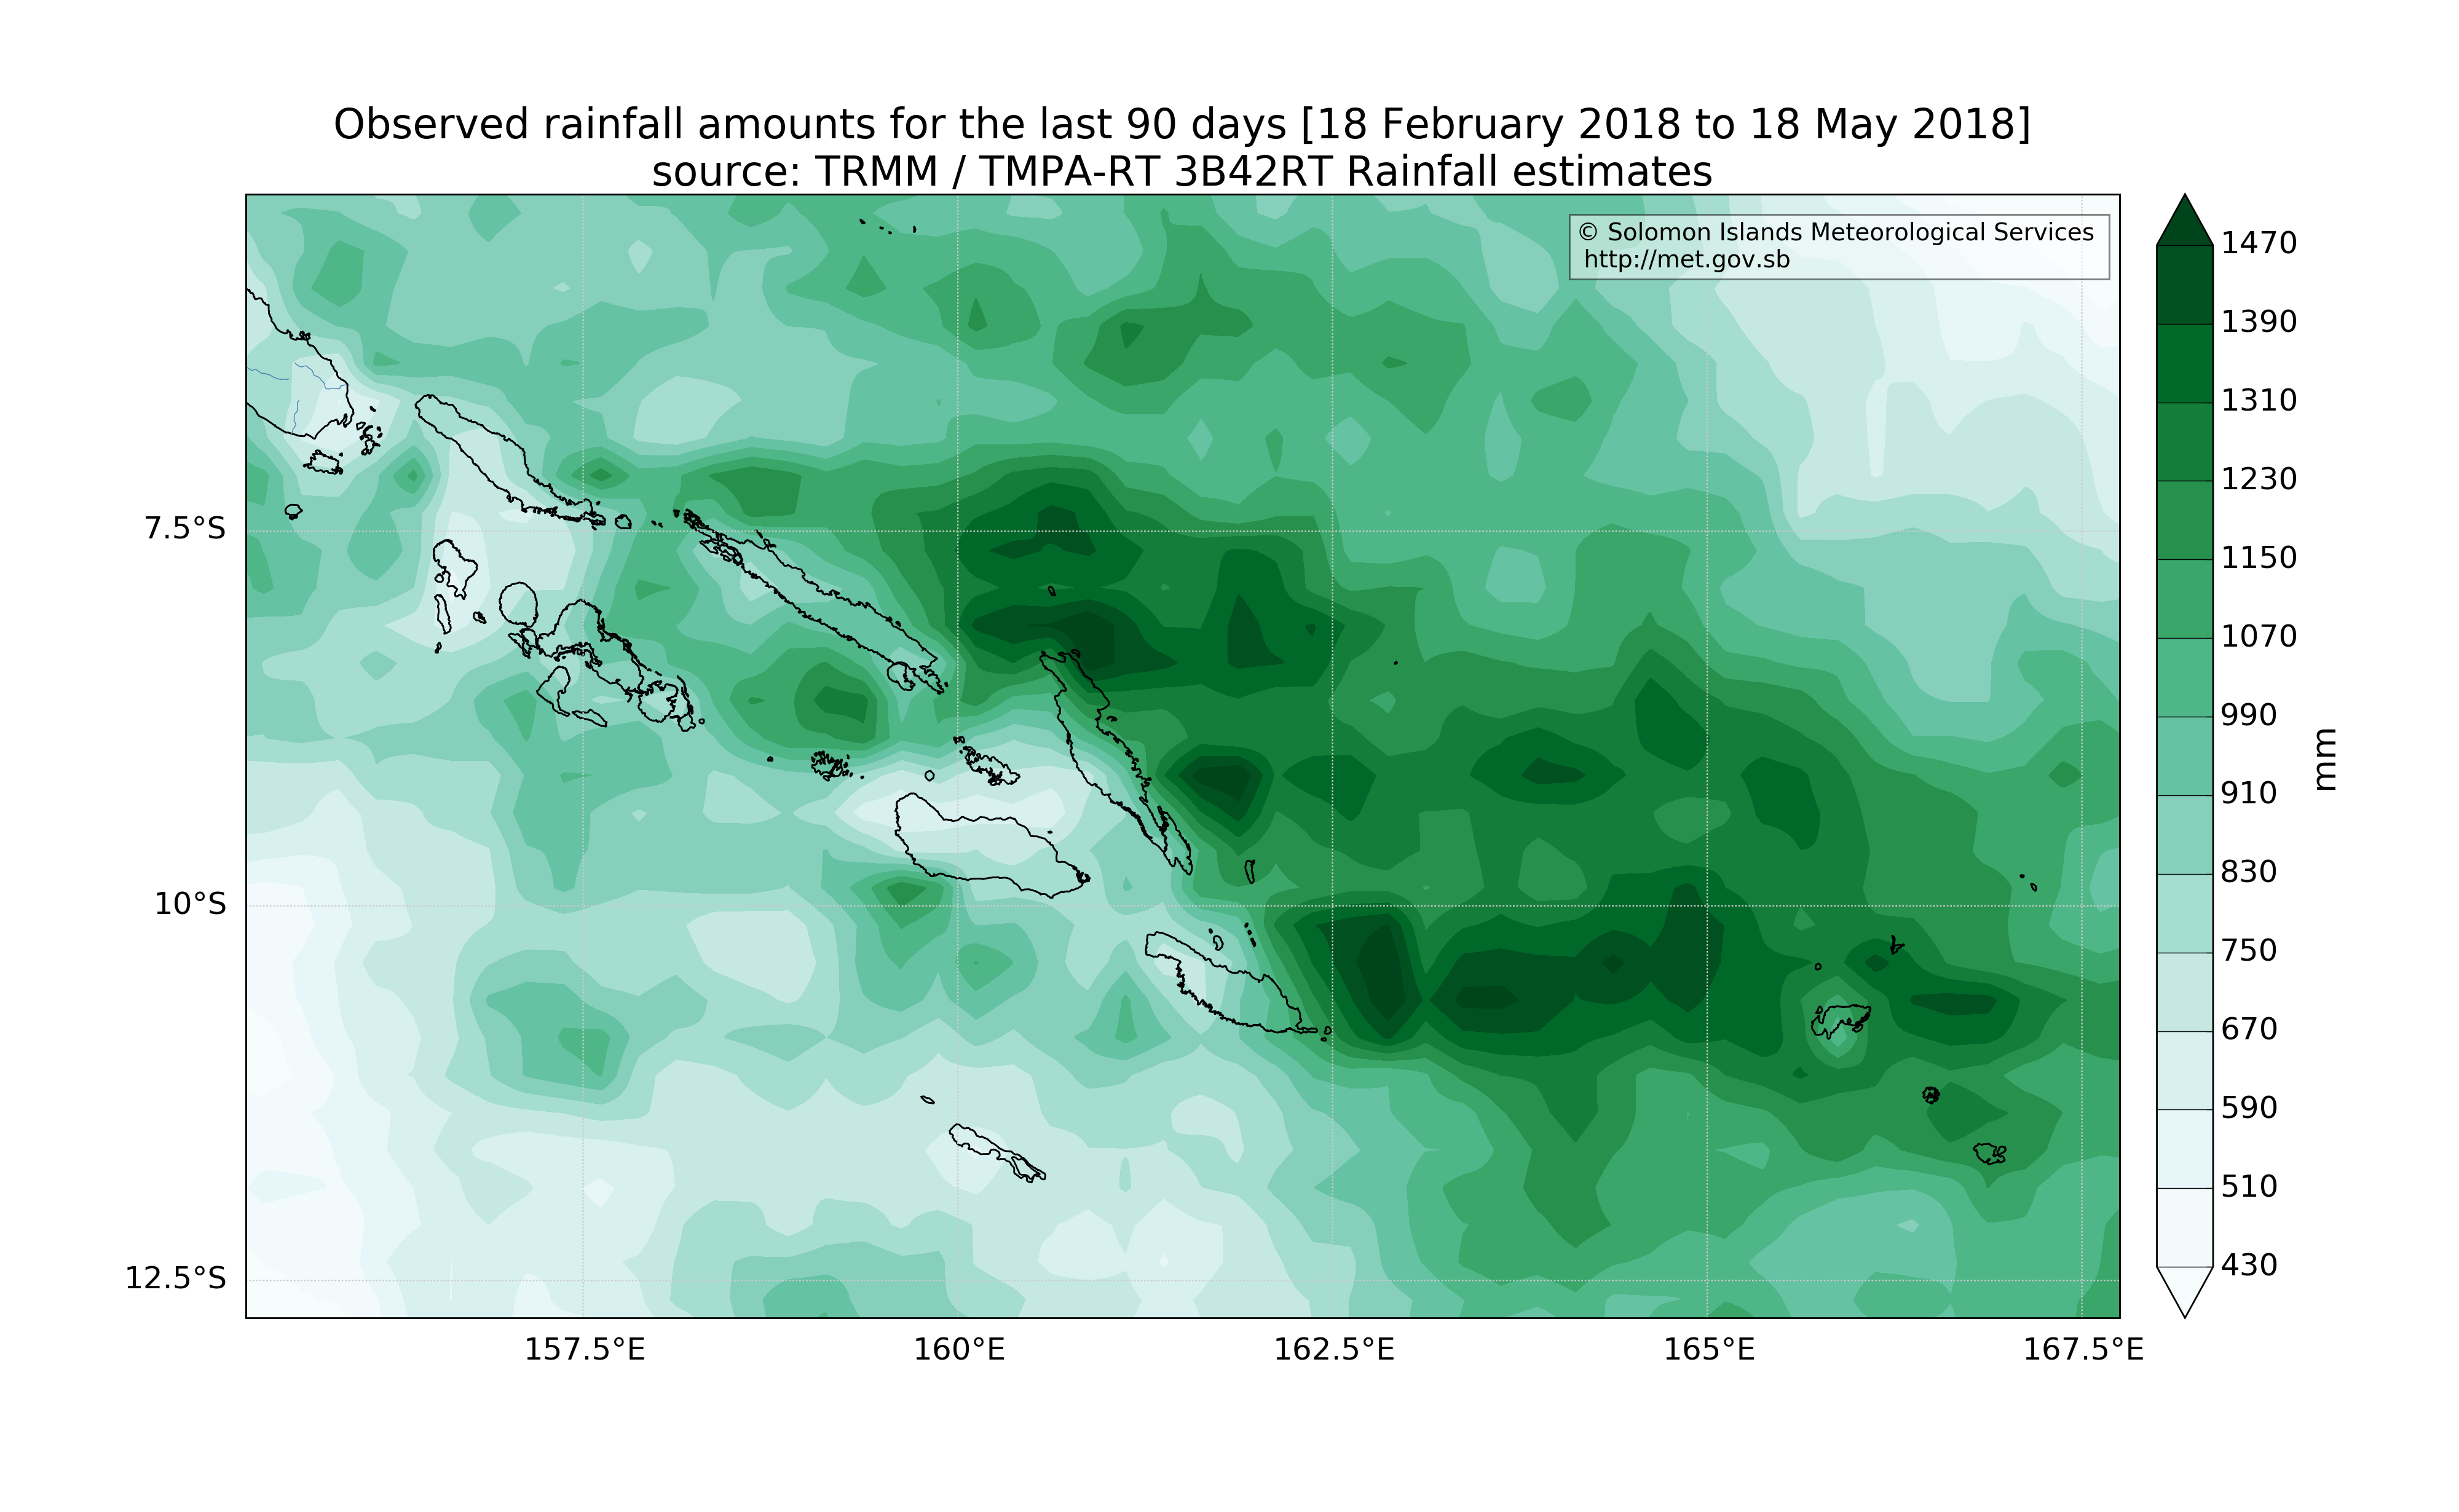 Observed rainfall amounts for the last 90 days [18 February 2018 to 18 May 2018]
source: TRMM / TMPA-RT 3B42RT Rainfall estimates
© Solomon Islands Meteorological Services
http://met.gov.sb
7.5°S
10°S
12.5°S
157.5°E
160°E
162.5°E
165°E
167.5°E
1470
1390
1310
1230
1150
1070
990
910
830
750
670
590
510
430
mm